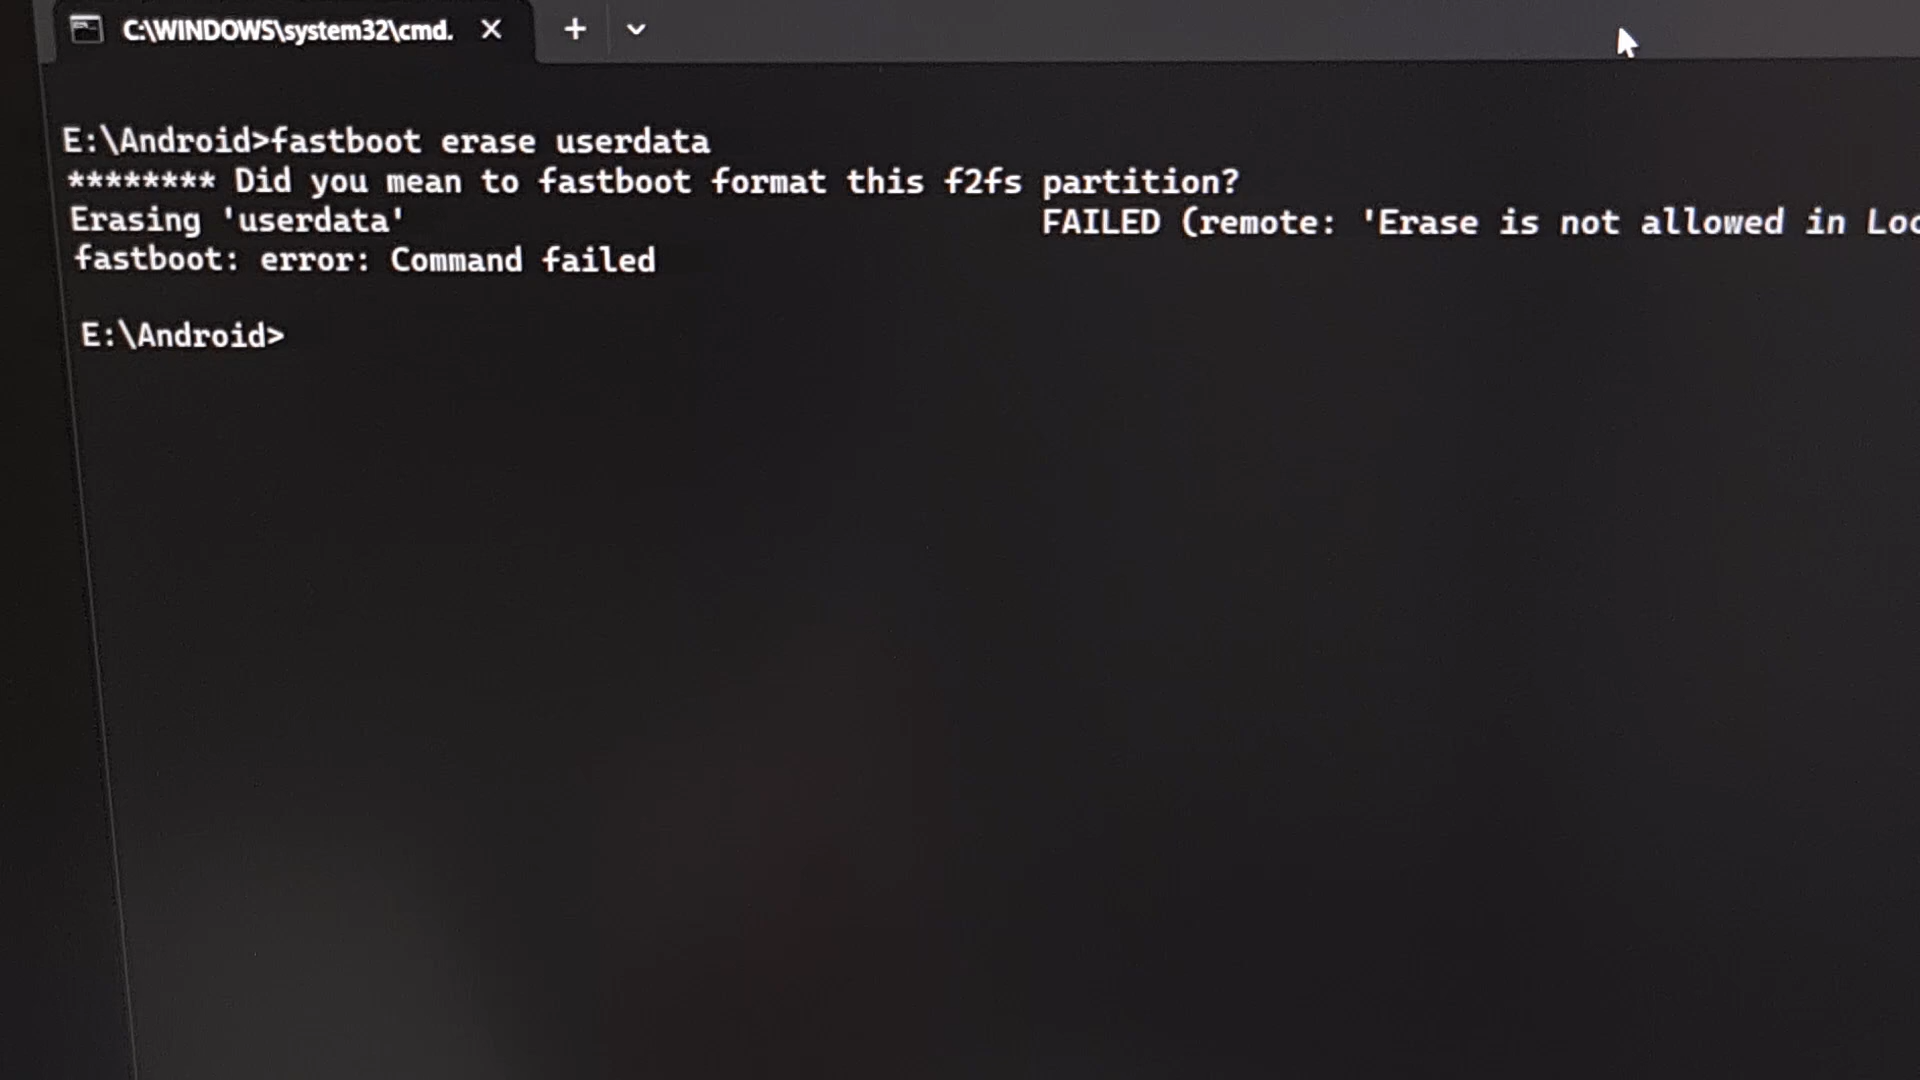 C:\WINDOWS\system32\cmd.
E:\Android>fastboot erase userdata
******** Did you mean to fastboot format this f2fs partition?
Erasing 'userdata' FAILED (remote: 'Erase is not allowed in Loc
fastboot: error: Command failed
E:\Android>